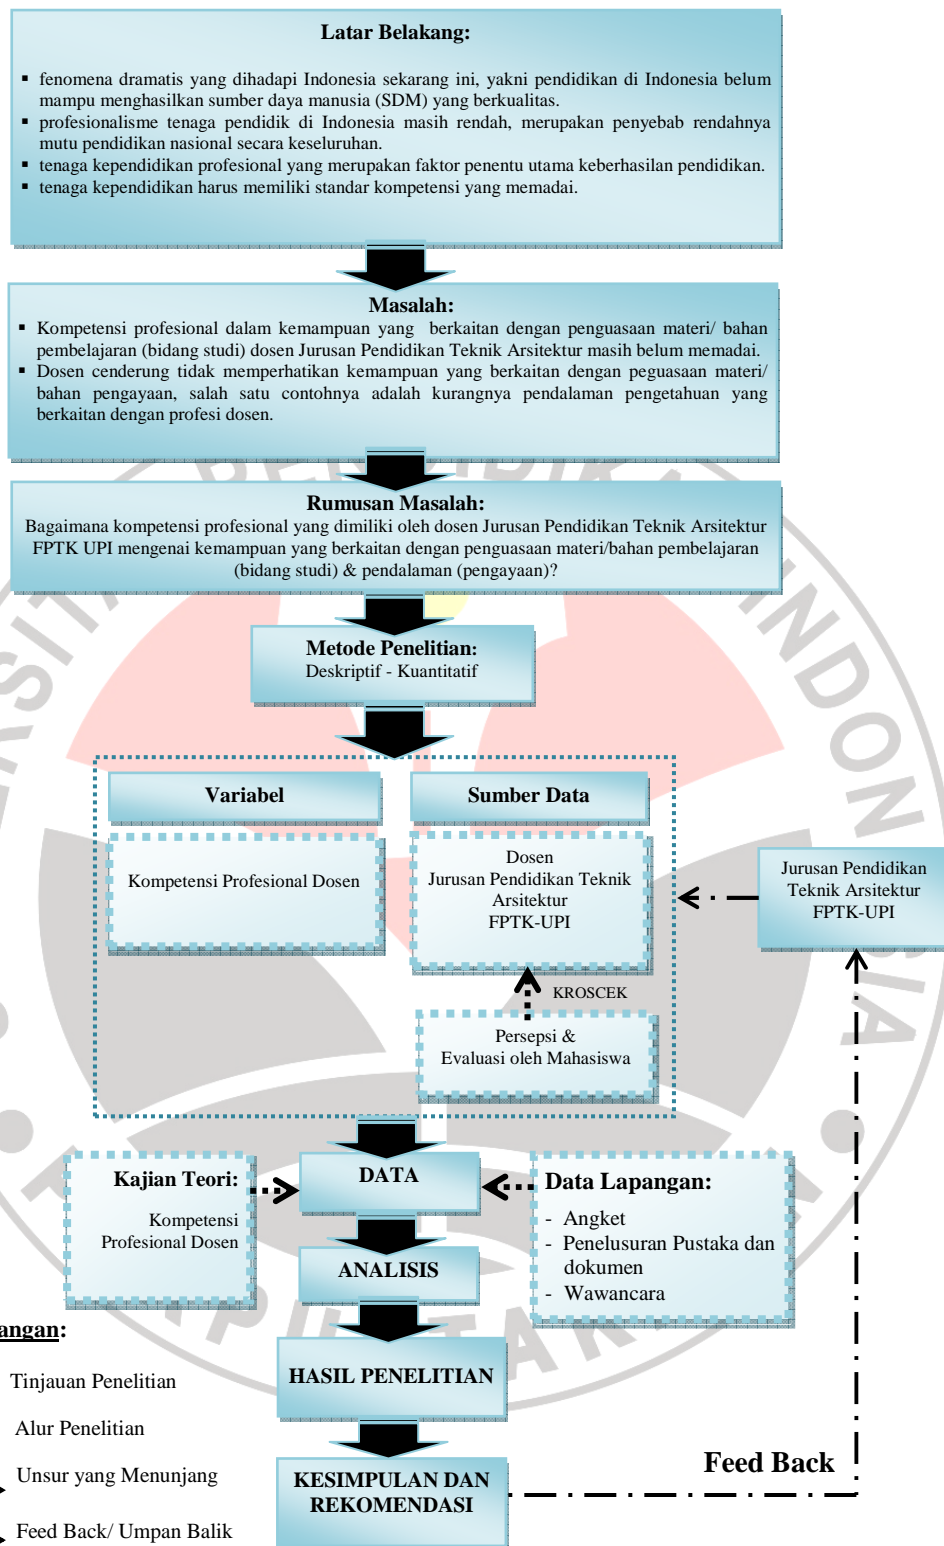 Latar Belakang:
▪ fenomena dramatis yang dihadapi Indonesia sekarang ini, yakni pendidikan di Indonesia belum
mampu menghasilkan sumber daya manusia (SDM) yang berkualitas.
▪ profesionalisme tenaga pendidik di Indonesia masih rendah, merupakan penyebab rendahnya
mutu pendidikan nasional secara keseluruhan.
▪ tenaga kependidikan profesional yang merupakan faktor penentu utama keberhasilan pendidikan.
▪ tenaga kependidikan harus memiliki standar kompetensi yang memadai.
Masalah:
▪ Kompetensi profesional dalam kemampuan yang berkaitan dengan penguasaan materi/ bahan
pembelajaran (bidang studi) dosen Jurusan Pendidikan Teknik Arsitektur masih belum memadai.
▪ Dosen cenderung tidak memperhatikan kemampuan yang berkaitan dengan peguasaan materi/
bahan pengayaan, salah satu contohnya adalah kurangnya pendalaman pengetahuan yang
berkaitan dengan profesi dosen.
Rumusan Masalah:
Bagaimana kompetensi profesional yang dimiliki oleh dosen Jurusan Pendidikan Teknik Arsitektur
FPTK UPI mengenai kemampuan yang berkaitan dengan penguasaan materi/bahan pembelajaran
(bidang studi) & pendalaman (pengayaan)?
Metode Penelitian:
Deskriptif - Kuantitatif
Variabel
Sumber Data
Kompetensi Profesional Dosen
Dosen
Jurusan Pendidikan Teknik
Arsitektur
FPTK-UPI
Jurusan Pendidikan
Teknik Arsitektur
FPTK-UPI
KROSCEK
Persepsi &
Evaluasi oleh Mahasiswa
Kajian Teori:
Kompetensi
Profesional Dosen
DATA
Data Lapangan:
- Angket
- Penelusuran Pustaka dan
dokumen
- Wawancara
ANALISIS
HASIL PENELITIAN
KESIMPULAN DAN
REKOMENDASI
Feed Back
angan:
Tinjauan Penelitian
Alur Penelitian
Unsur yang Menunjang
Feed Back/ Umpan Balik